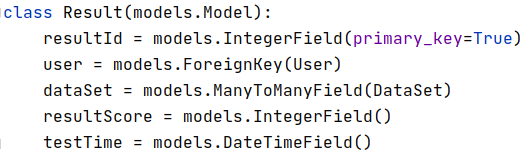 class Result(models.Model):
    resultId = models.IntegerField(primary_key=True)
    user = models.ForeignKey(User)
    dataSet = models.ManyToManyField(DataSet)
    resultScore = models.IntegerField()
    testTime = models.DateTimeField()